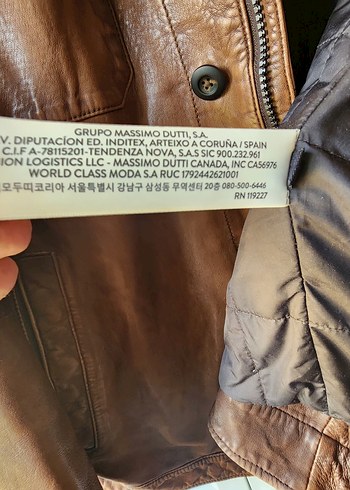 GRUPO MASSIMO DUTTI, S.A.
V. DIPUTACÍON ED. INDITEX, ARTEIXO A CORUÑA / SPAIN
C.I.F A-78115201-TENDENZA NOVA, S.A.S SIC 900.232.961
ION LOGISTICS LLC - MASSIMO DUTTI CANADA, INC CA56976
WORLD CLASS MODA S.A RUC 1792442621001
모두띠코리아 서울특별시 강남구 삼성동 무역센터 20층 080-500-6446
RN 119227